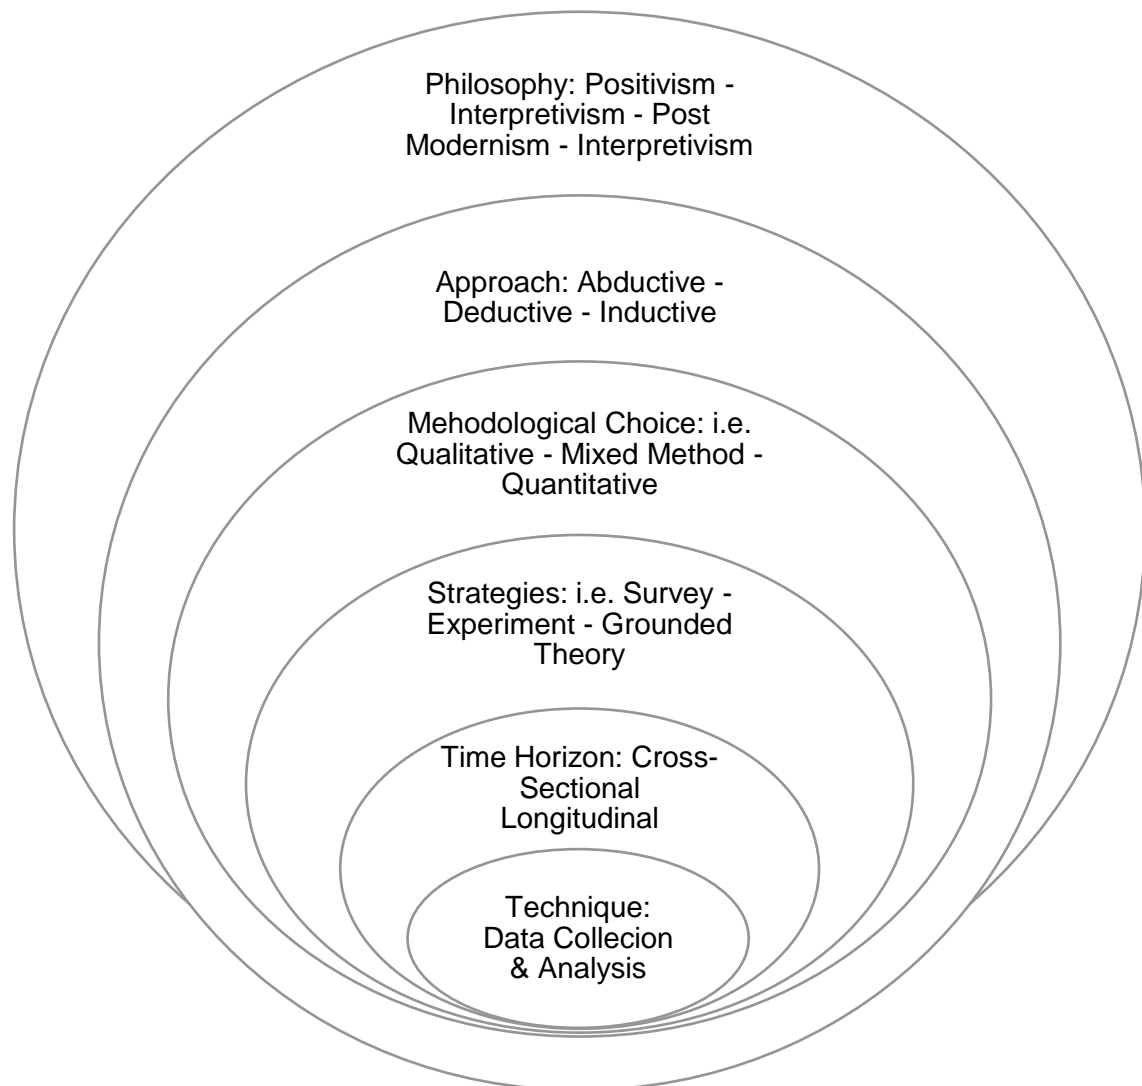 Philosophy: Positivism -
Interpretivism - Post
Modernism - Interpretivism
Approach: Abductive -
Deductive - Inductive
Mehodological Choice: i.e.
Qualitative - Mixed Method -
Quantitative
Strategies: i.e. Survey -
Experiment - Grounded
Theory
Time Horizon: Cross-
Sectional
Longitudinal
Technique:
Data Collecion
& Analysis